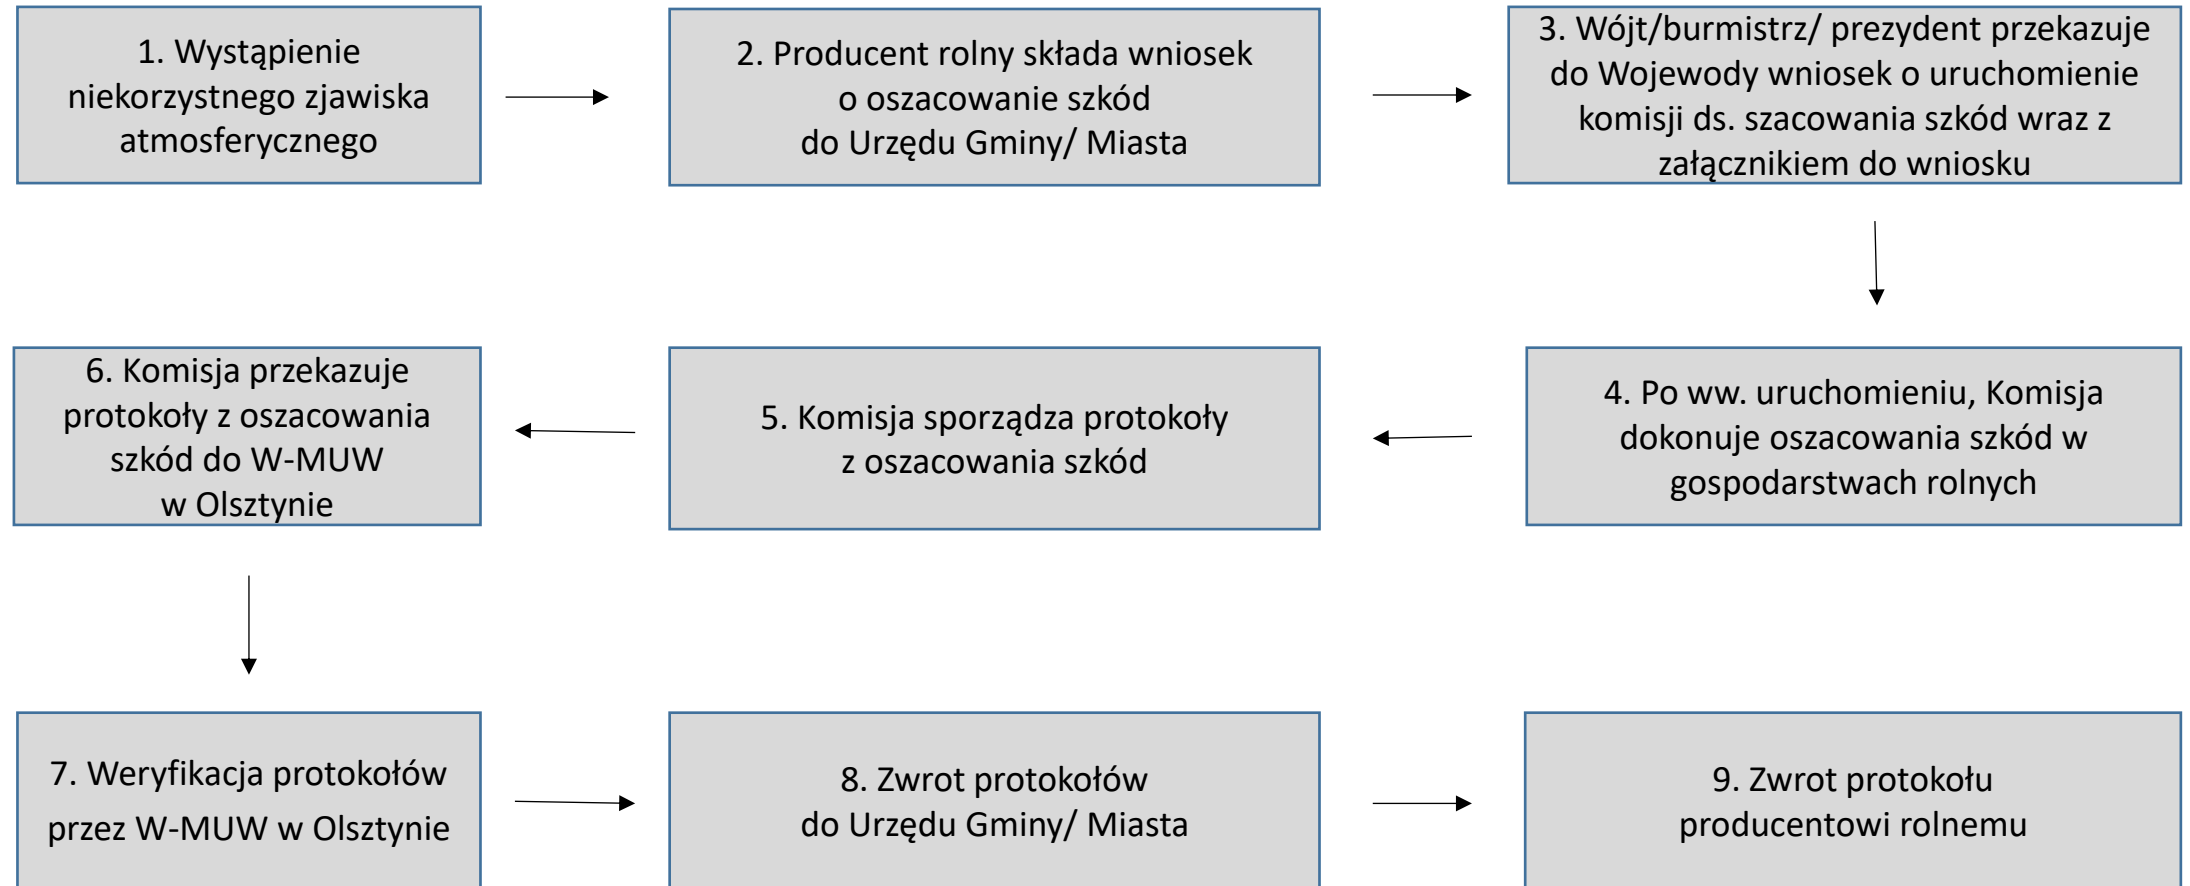 1. Wystąpienie
niekorzystnego zjawiska
atmosferycznego
2. Producent rolny składa wniosek
o oszacowanie szkód
do Urzędu Gminy/ Miasta
3. Wójt/burmistrz/ prezydent przekazuje
do Wojewody wniosek o uruchomienie
komisji ds. szacowania szkód wraz z
załącznikiem do wniosku
4. Po ww. uruchomieniu, Komisja
dokonuje oszacowania szkód w
gospodarstwach rolnych
5. Komisja sporządza protokoły
z oszacowania szkód
6. Komisja przekazuje
protokoły z oszacowania
szkód do W-MUW
w Olsztynie
7. Weryfikacja protokołów
przez W-MUW w Olsztynie
8. Zwrot protokołów
do Urzędu Gminy/ Miasta
9. Zwrot protokołu
producentowi rolnemu